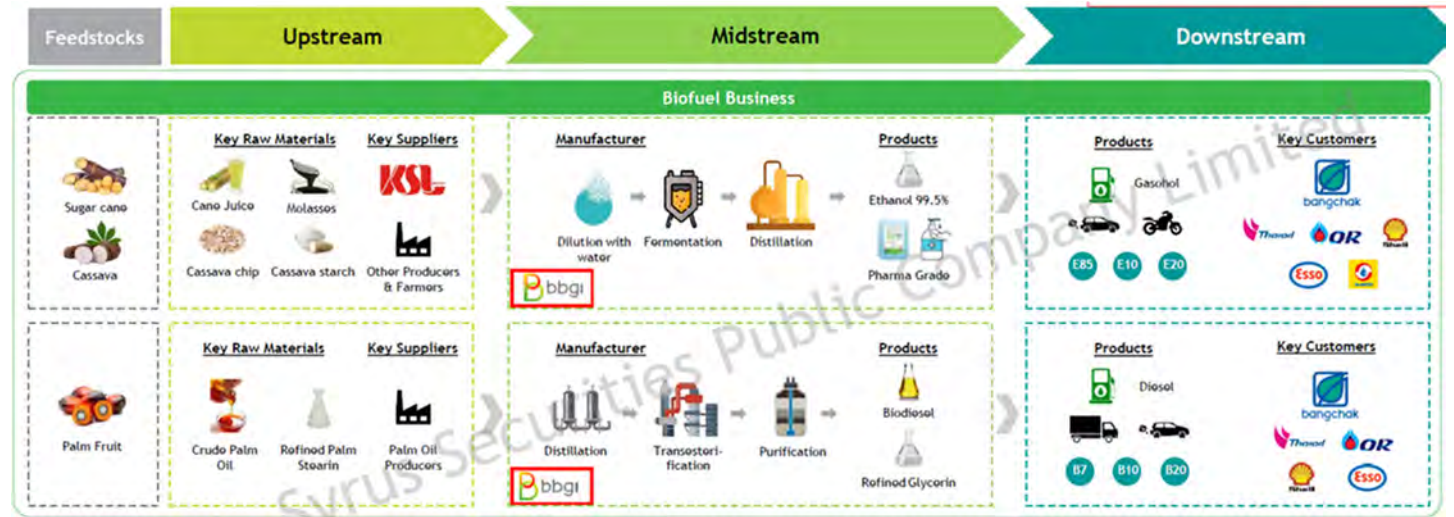 Feedstocks
Upstream
Midstream
Downstream
Biofuel Business
Sugar cane
Cassava
Key Raw Materials
Key Suppliers
Cane Juice
Molasses
KSL
Cassava chip
Cassava starch
Other Producers
& Farmers
Manufacturer
Products
Dilution with
water
Fermentation
Distillation
Ethanol 99.5%
Pharma Grade
bbgi
Products
Key Customers
Gasohol
E85
E10
E20
bangchak
Thaioil
OR
Esso
Palm Fruit
Key Raw Materials
Key Suppliers
Crude Palm
Oil
Refined Palm
Stearin
Palm Oil
Producers
Manufacturer
Products
Distillation
Transesteri-
fication
Purification
Biodiesel
Refined Glycerin
bbgi
Products
Key Customers
Diesel
B7
B10
B20
bangchak
Thaioil
OR
Esso
Syrus Securities Public Company Limited